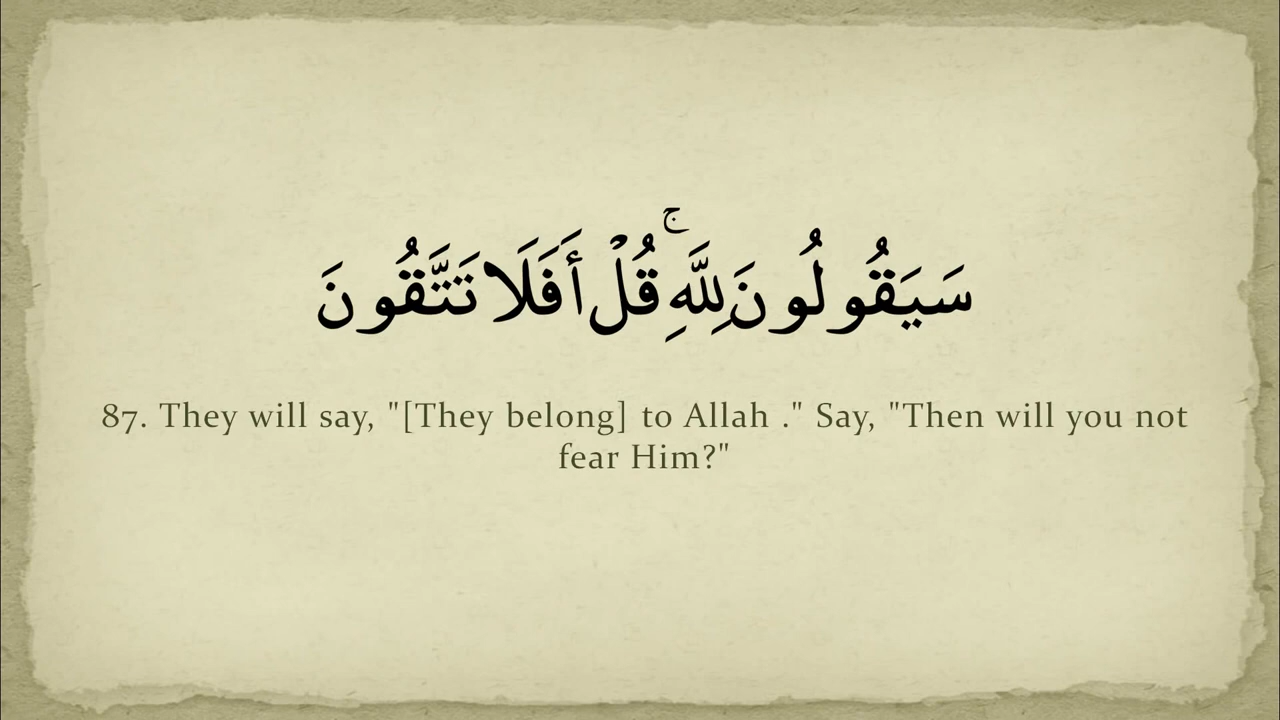 سَيَقُولُونَ لِلَّهِ ۚ قُلْ أَفَلَا تَتَّقُونَ
87. They will say, "[They belong] to Allah ." Say, "Then will you not
fear Him?"